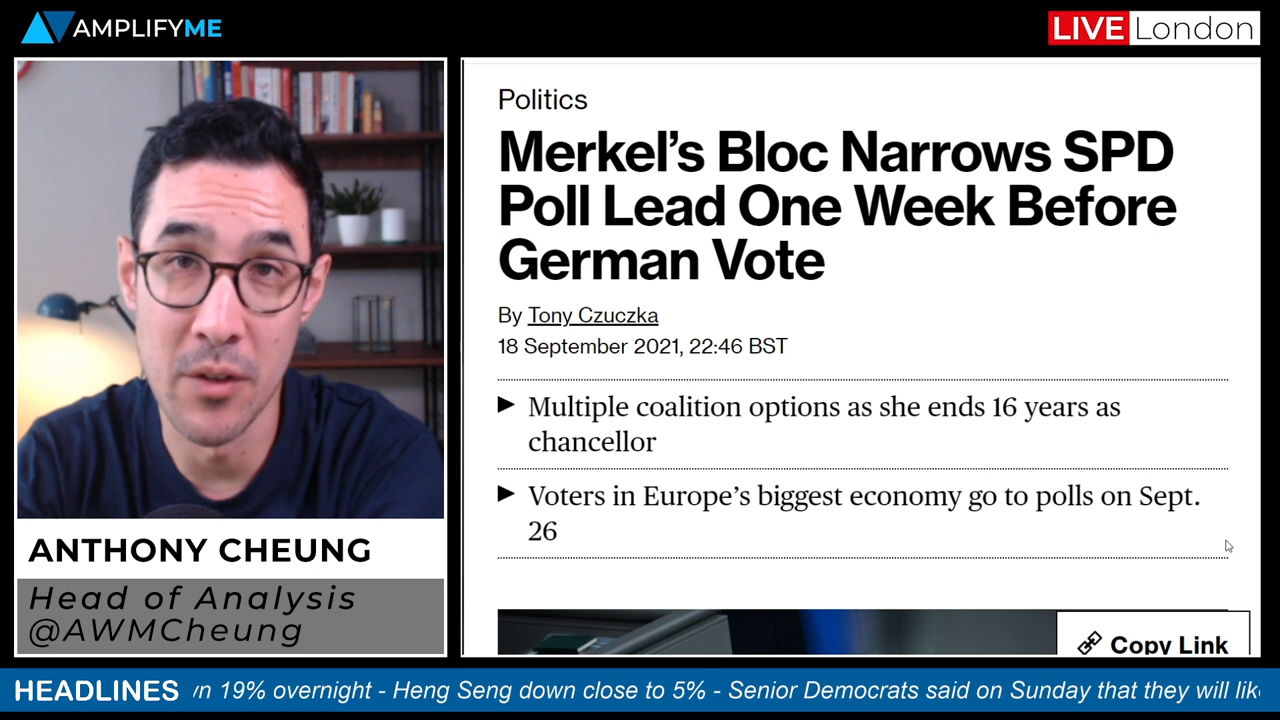 AMPLIFYME
LIVE London
Politics
Merkel's Bloc Narrows SPD
Poll Lead One Week Before
German Vote
By Tony Czuczka
18 September 2021, 22:46 BST
Multiple coalition options as she ends 16 years as
chancellor
Voters in Europe's biggest economy go to polls on Sept.
26
Copy Link
ANTHONY CHEUNG
Head of Analysis
@AWMCheung
HEADLINES 19% overnight - Heng Seng down close to 5% - Senior Democrats said on Sunday that they will